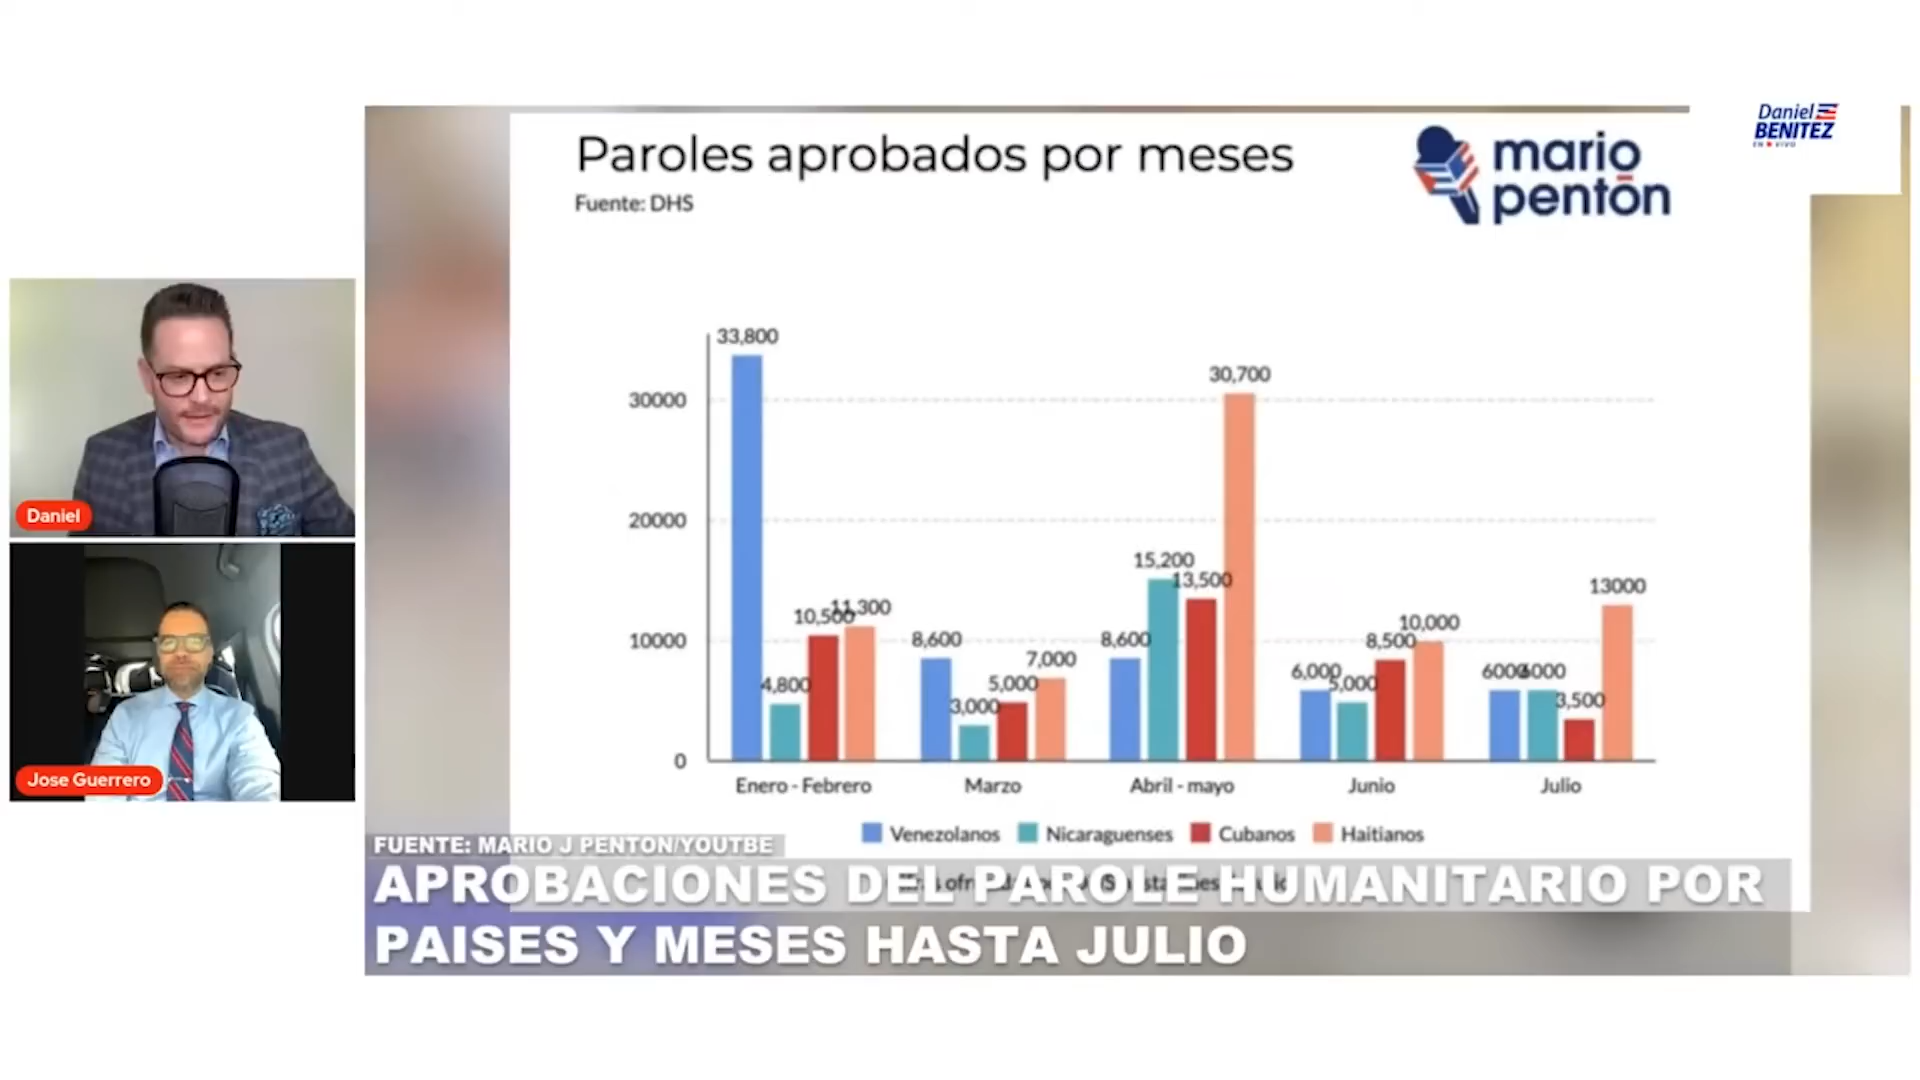 Daniel
BENITEZ
EN VIVO
Paroles aprobados por meses
Fuente: DHS
mario
pentón
33,800
30,700
30000
20000
15,200
13,500
13000
10,500
11,300
10,000
10000
8,600
8,600
8,500
7,000
6,000
6000
6000
4,800
5,000
5,000
3,000
3,500
0
Enero - Febrero
Marzo
Abril - mayo
Junio
Julio
Venezolanos
Nicaraguenses
Cubanos
Haitianos
Daniel
Jose Guerrero
FUENTE: MARIO J PENTON/YOUTBE
APROBACIONES DEL PAROLE HUMANITARIO POR
PAISES Y MESES HASTA JULIO